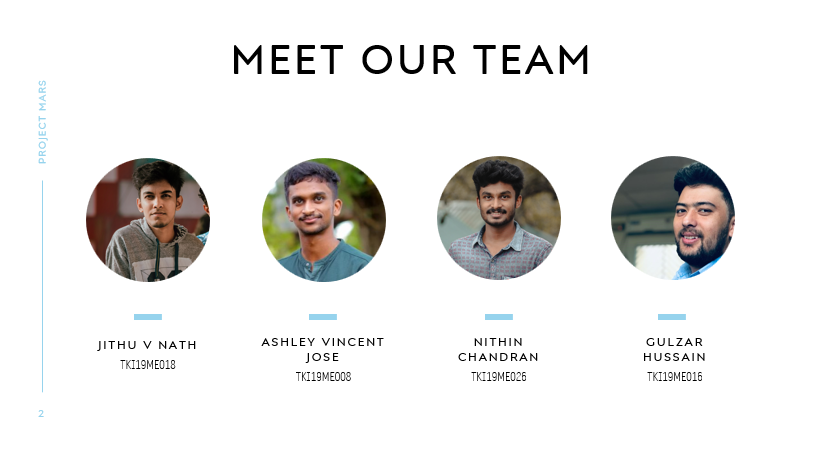 MEET OUR TEAM
PROJECT MARS
JITHU V NATH
TKI19ME018
ASHLEY VINCENT
JOSE
TKI19ME008
NITHIN
CHANDRAN
TKI19ME026
GULZAR
HUSSAIN
TKI19ME016
2